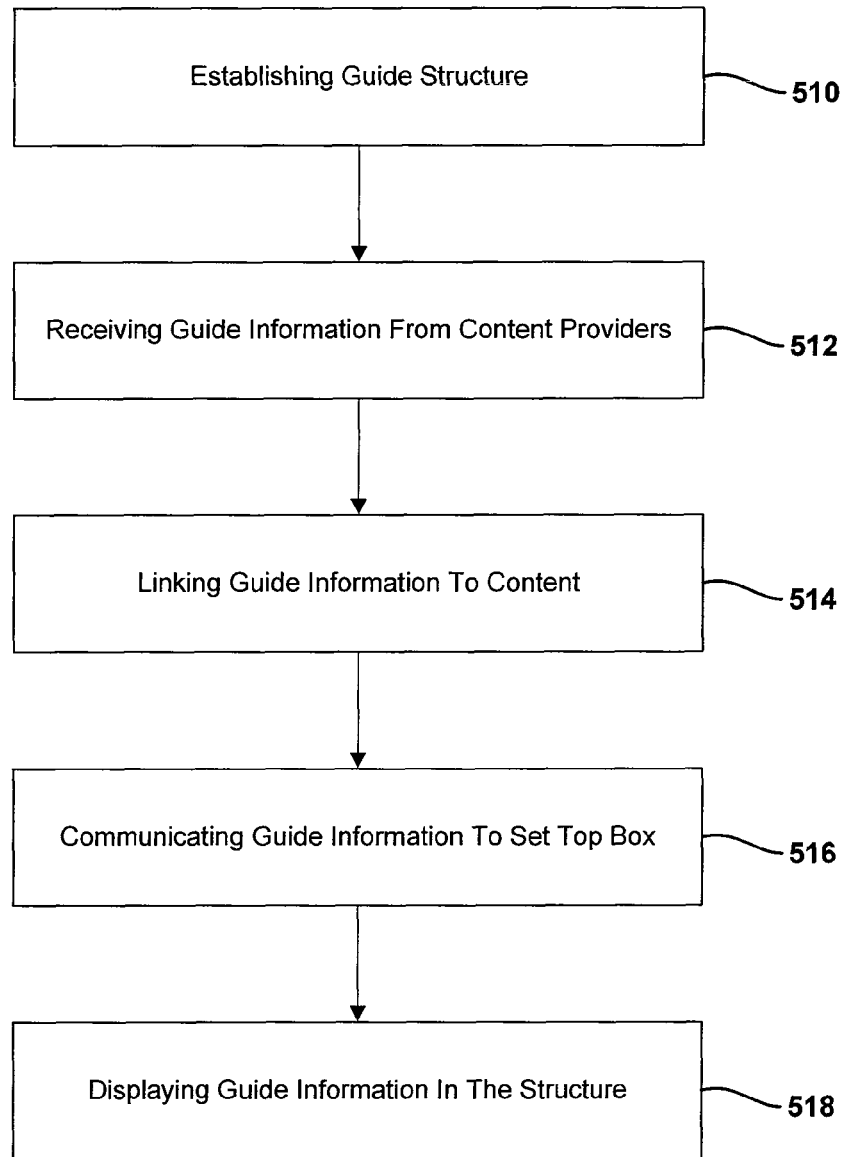 Establishing Guide Structure
510
Receiving Guide Information From Content Providers
512
Linking Guide Information To Content
514
Communicating Guide Information To Set Top Box
516
Displaying Guide Information In The Structure
518